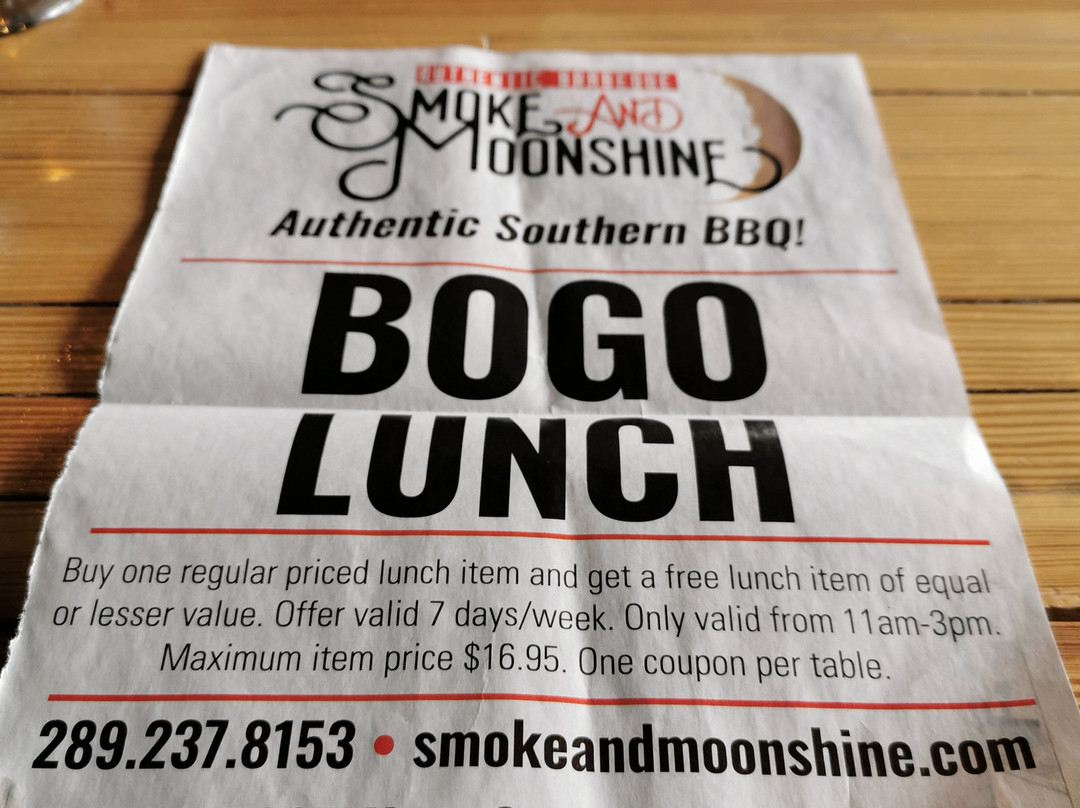 AUTHENTIC BARBECUE
SMOKE AND
MOONSHINE
Authentic Southern BBQ!
BOGO
LUNCH
Buy one regular priced lunch item and get a free lunch item of equal
or lesser value. Offer valid 7 days/week. Only valid from 11am-3pm.
Maximum item price $16.95. One coupon per table.
289.237.8153 • smokeandmoonshine.com